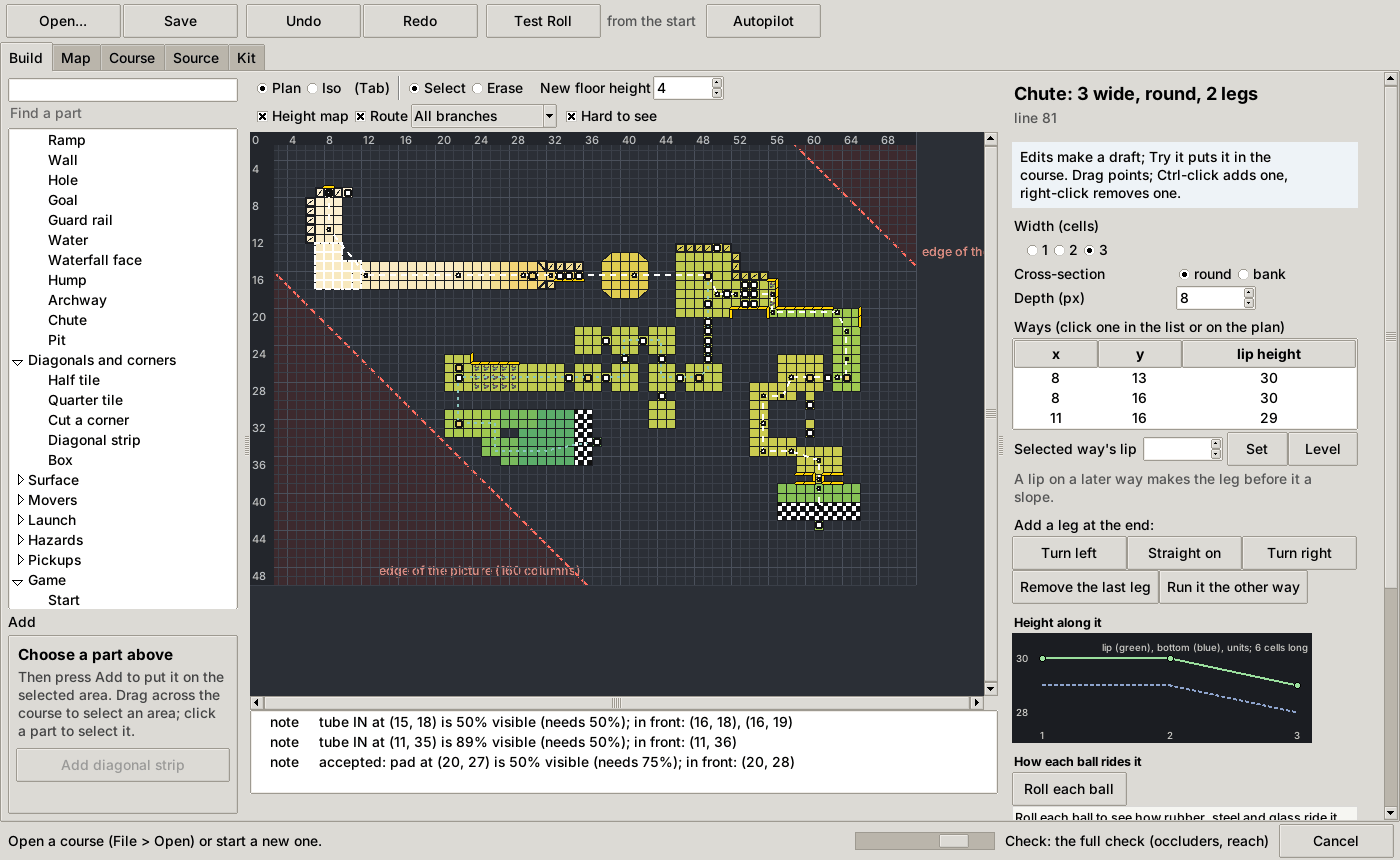 Open... Save Undo Redo Test Roll from the start Autopilot
Build Map Course Source Kit
Find a part
Ramp
Wall
Hole
Goal
Guard rail
Water
Waterfall face
Hump
Archway
Chute
Pit
Diagonals and corners
Half tile
Quarter tile
Cut a corner
Diagonal strip
Box
Surface
Movers
Launch
Hazards
Pickups
Game
Start
Add
Choose a part above
Then press Add to put it on the
selected area. Drag across the
course to select an area; click
a part to select it.
Add diagonal strip
Plan Iso (Tab) Select Erase New floor height 4
Height map Route All branches Hard to see
0 4 8 12 16 20 24 28 32 36 40 44 48 52 56 60 64 68
4
8
12
16
20
24
28
32
36
40
44
48
edge of th
edge of the picture (160 columns)
note tube IN at (15, 18) is 50% visible (needs 50%); in front: (16, 18), (16, 19)
note tube IN at (11, 35) is 89% visible (needs 50%); in front: (11, 36)
note accepted: pad at (20, 27) is 50% visible (needs 75%); in front: (20, 28)
Chute: 3 wide, round, 2 legs
line 81
Edits make a draft; Try it puts it in the
course. Drag points; Ctrl-click adds one,
right-click removes one.
Width (cells)
1 2 3
Cross-section round bank
Depth (px) 8
Ways (click one in the list or on the plan)
x y lip height
8 13 30
8 16 30
11 16 29
Selected way's lip Set Level
A lip on a later way makes the leg before it a
slope.
Add a leg at the end:
Turn left Straight on Turn right
Remove the last leg Run it the other way
Height along it
lip (green), bottom (blue), units; 6 cells long
30
28
1 2 3
How each ball rides it
Roll each ball
Roll each ball to see how rubber, steel and glass ride it
Open a course (File > Open) or start a new one.
Check: the full check (occluders, reach) Cancel